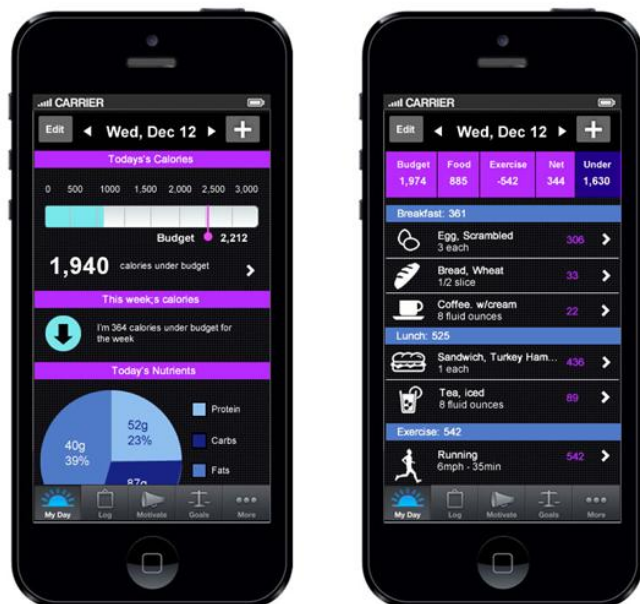 CARRIER
Edit
Wed, Dec 12
+
Todays's Calories
0 500 1000 1,500 2,000 2,500 3,000
Budget 2,212
1,940 calories under budget
This week;s calories
I'm 364 calories under budget for
the week
Today's Nutrients
52g
23%
40g
39%
87g
Protein
Carbs
Fats
My Day Log Motivate Goals More
CARRIER
Edit
Wed, Dec 12
+
Budget Food Exercise Net Under
1,974 885 -542 344 1,630
Breakfast: 361
Egg, Scrambled 306
3 each
Bread, Wheat 33
1/2 slice
Coffee. w/cream 22
8 fluid ounces
Lunch: 525
Sandwich, Turkey Ham... 436
1 each
Tea, iced 89
8 fluid ounces
Exercise: 542
Running 542
6mph - 35min
My Day Log Motivate Goals More